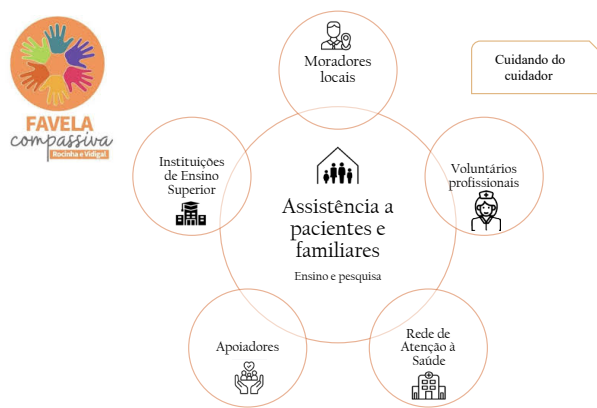 FAVELA
compassiva
Rocinha e Vidigal
Moradores
locais
Cuidando do
cuidador
Instituições
de Ensino
Superior
Voluntários
profissionais
Assistência a
pacientes e
familiares
Ensino e pesquisa
Apoiadores
Rede de
Atenção à
Saúde